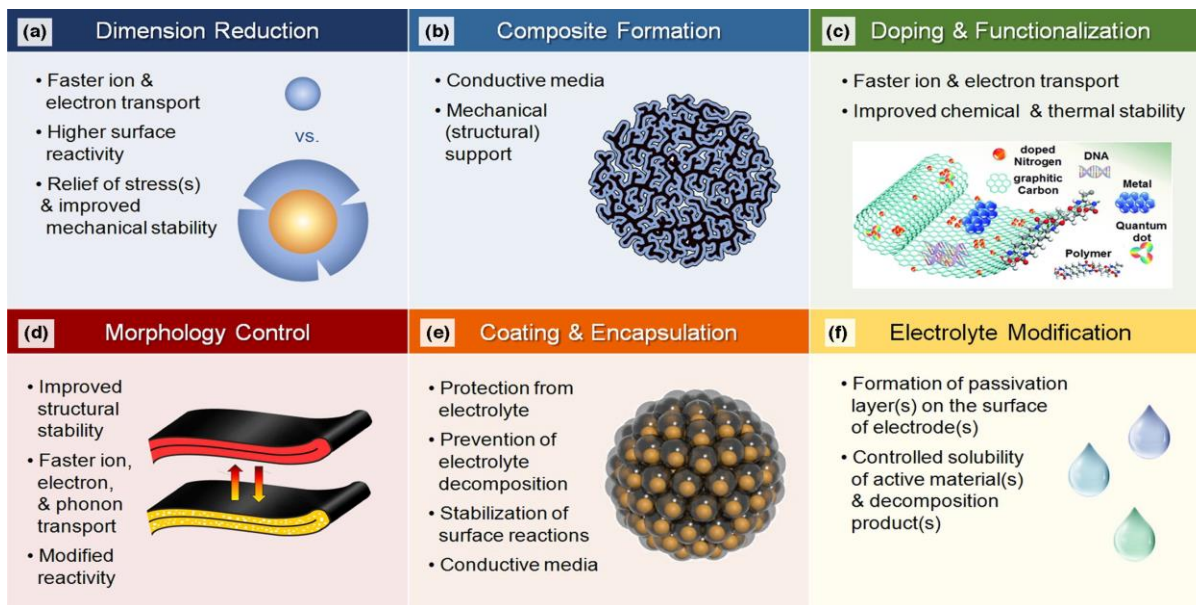 (a) Dimension Reduction
• Faster ion &
electron transport
• Higher surface
reactivity
• Relief of stress(s)
& improved
mechanical stability
vs.
(b) Composite Formation
• Conductive media
• Mechanical
(structural)
support
(c) Doping & Functionalization
• Faster ion & electron transport
• Improved chemical & thermal stability
doped
Nitrogen
graphitic
Carbon
DNA
Metal
Quantum
dot
Polymer
(d) Morphology Control
• Improved
structural
stability
• Faster ion,
electron,
& phonon
transport
• Modified
reactivity
(e) Coating & Encapsulation
• Protection from
electrolyte
• Prevention of
electrolyte
decomposition
• Stabilization of
surface reactions
• Conductive media
(f) Electrolyte Modification
• Formation of passivation
layer(s) on the surface
of electrode(s)
• Controlled solubility
of active material(s)
& decomposition
product(s)